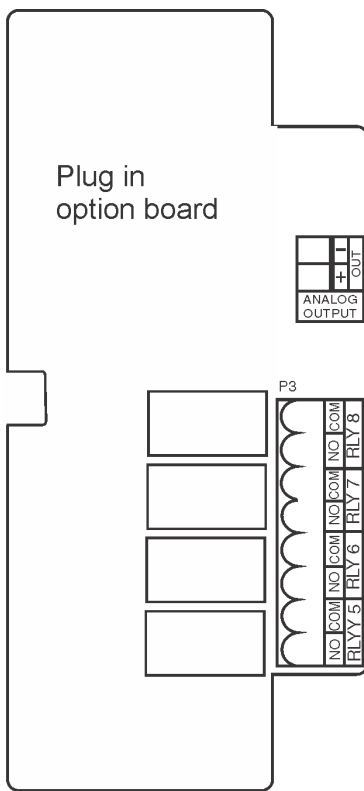 Plug in
option board
− OUT
+
ANALOG
OUTPUT
P3
COM RLY 8
NO
COM RLY 7
NO
COM RLY 6
NO
COM RLYY 5
NO